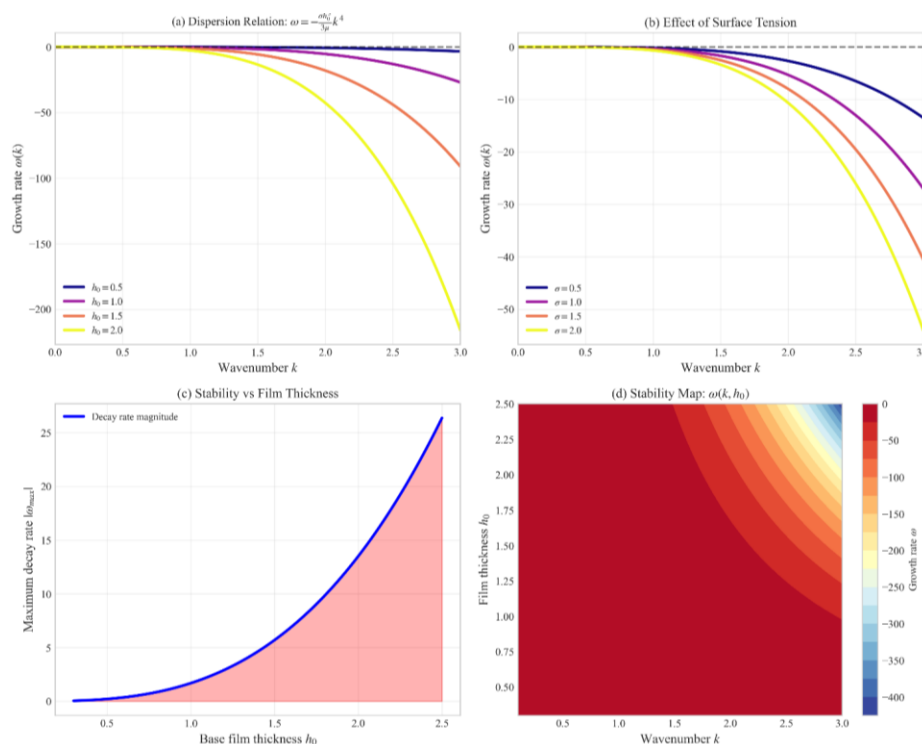 (a) Dispersion Relation: ω = −σh₀³/3μ k⁴
0
−50
−100
−150
−200
Growth rate ω(k)
h₀ = 0.5
h₀ = 1.0
h₀ = 1.5
h₀ = 2.0
0.0 0.5 1.0 1.5 2.0 2.5 3.0
Wavenumber k
(b) Effect of Surface Tension
0
−10
−20
−30
−40
−50
Growth rate ω(k)
σ = 0.5
σ = 1.0
σ = 1.5
σ = 2.0
0.0 0.5 1.0 1.5 2.0 2.5
Wavenumber k
(c) Stability vs Film Thickness
Decay rate magnitude
25
20
15
10
5
0
Maximum decay rate |ωmax|
0.5 1.0 1.5 2.0 2.5
Base film thickness h₀
(d) Stability Map: ω(k, h₀)
2.50
2.25
2.00
1.75
1.50
1.25
1.00
0.75
0.50
Film thickness h₀
0.5 1.0 1.5 2.0 2.5 3.0
Wavenumber k
0
−50
−100
−150
−200
−250
−300
−350
−400
Growth rate ω